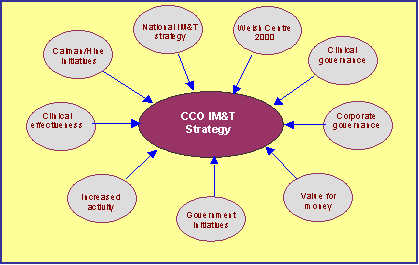 National IM&T
strategy
Welsh Centre
2000
Calman/Hine
Initiatives
Clinical
governance
CCO IM&T
Strategy
Clinical
effectiveness
Corporate
governance
Increased
activity
Value for
money
Government
Initiatives